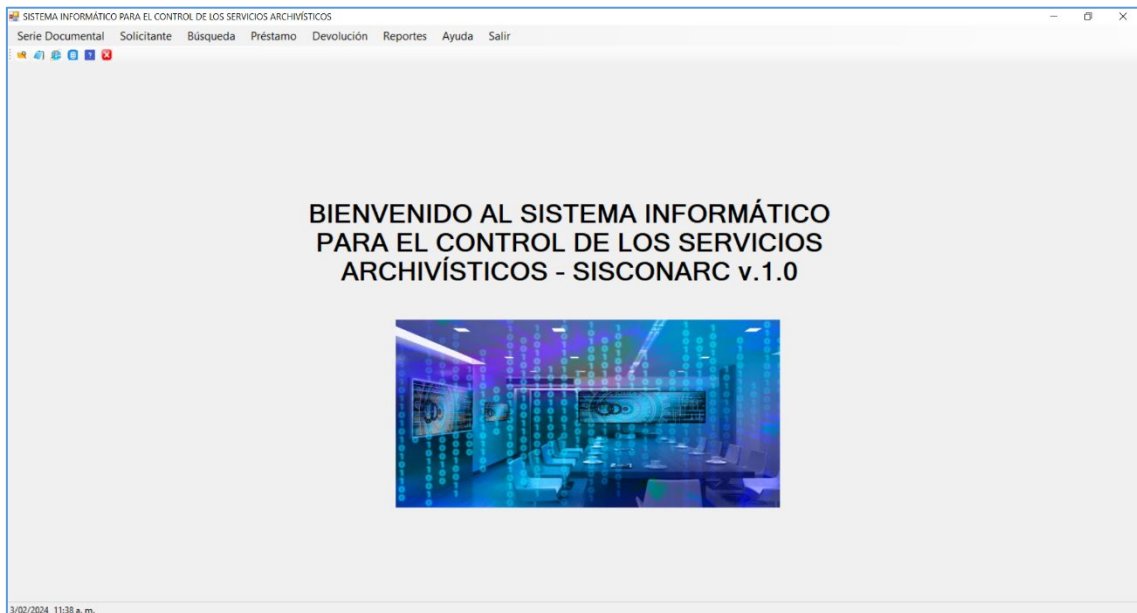 SISTEMA INFORMÁTICO PARA EL CONTROL DE LOS SERVICIOS ARCHIVÍSTICOS
Serie Documental Solicitante Búsqueda Préstamo Devolución Reportes Ayuda Salir
BIENVENIDO AL SISTEMA INFORMÁTICO
PARA EL CONTROL DE LOS SERVICIOS
ARCHIVÍSTICOS - SISCONARC v.1.0
3/02/2024 11:38 a. m.